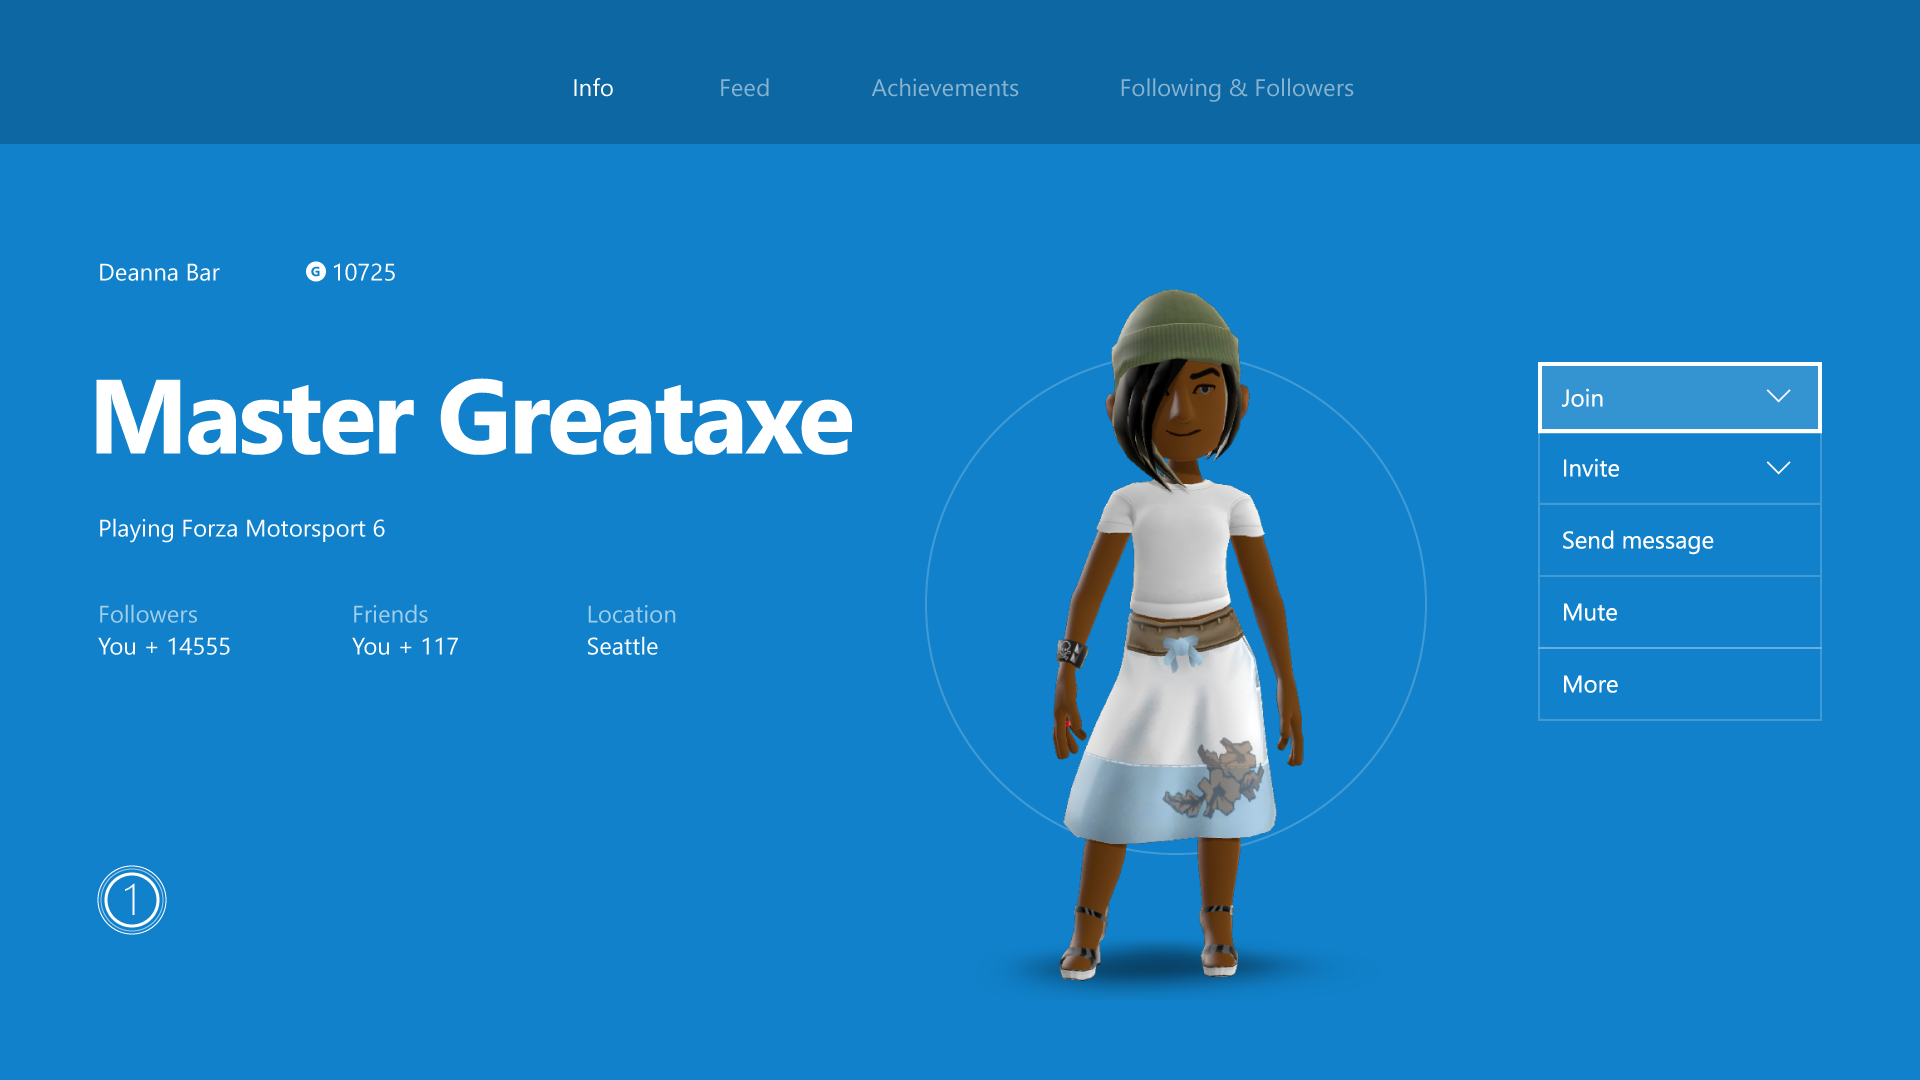 Info Feed Achievements Following & Followers
Deanna Bar G 10725
Master Greataxe
Playing Forza Motorsport 6
Followers Friends Location
You + 14555 You + 117 Seattle
Join
Invite
Send message
Mute
More
1